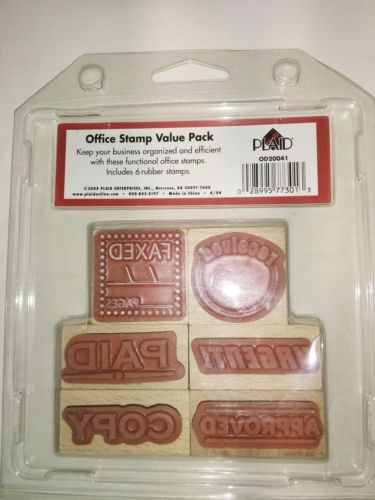 Office Stamp Value Pack
Keep your business organized and efficient
with these functional office stamps.
Includes 6 rubber stamps.
©2004 PLAID ENTERPRISES, INC., Norcross, GA 30091-7600
www.plaidonline.com • 800-842-4197 • Made in China • 5/04
PLAID
OD20041
0 28995 77301 3
FAXED
PAGES
received
PAID
URGENT!
COPY
APPROVED